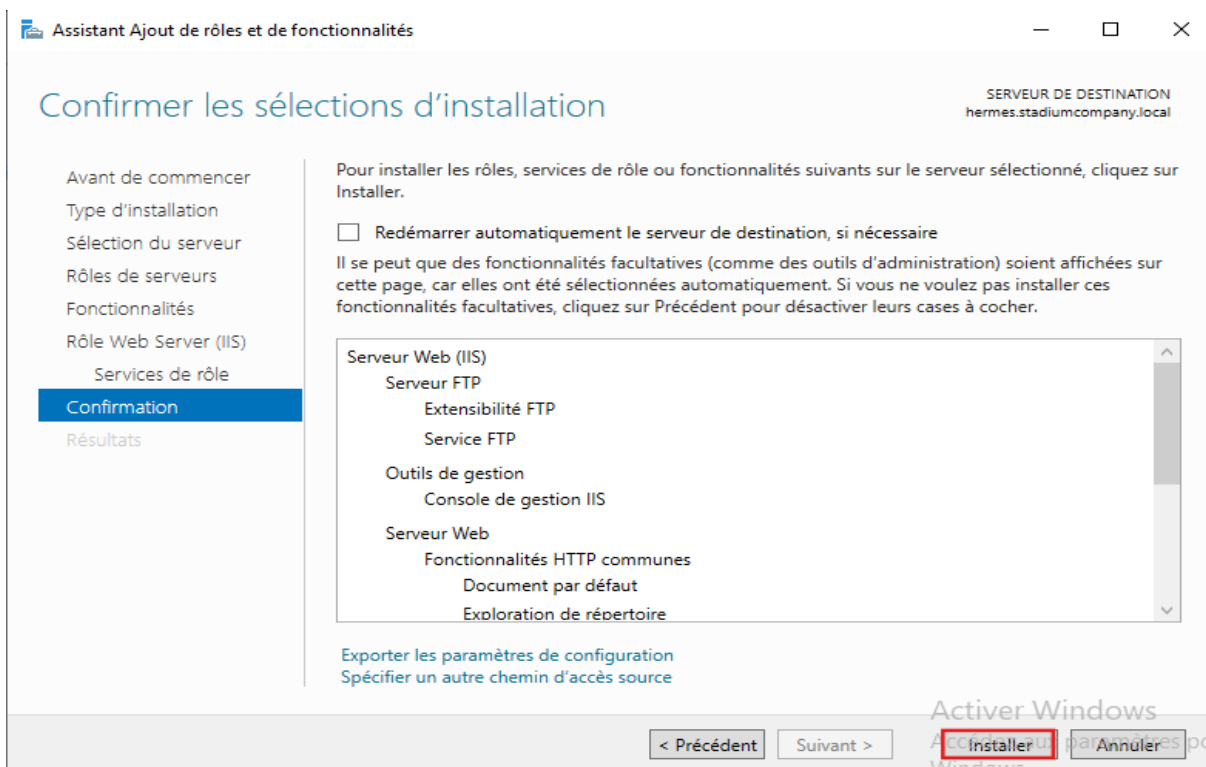 Assistant Ajout de rôles et de fonctionnalités
Confirmer les sélections d'installation
SERVEUR DE DESTINATION
hermes.stadiumcompany.local
Avant de commencer
Type d'installation
Sélection du serveur
Rôles de serveurs
Fonctionnalités
Rôle Web Server (IIS)
Services de rôle
Confirmation
Résultats
Pour installer les rôles, services de rôle ou fonctionnalités suivants sur le serveur sélectionné, cliquez sur
Installer.
Redémarrer automatiquement le serveur de destination, si nécessaire
Il se peut que des fonctionnalités facultatives (comme des outils d'administration) soient affichées sur
cette page, car elles ont été sélectionnées automatiquement. Si vous ne voulez pas installer ces
fonctionnalités facultatives, cliquez sur Précédent pour désactiver leurs cases à cocher.
Serveur Web (IIS)
Serveur FTP
Extensibilité FTP
Service FTP
Outils de gestion
Console de gestion IIS
Serveur Web
Fonctionnalités HTTP communes
Document par défaut
Exploration de répertoire
Exporter les paramètres de configuration
Spécifier un autre chemin d'accès source
Activer Windows
< Précédent
Suivant >
Installer
Annuler